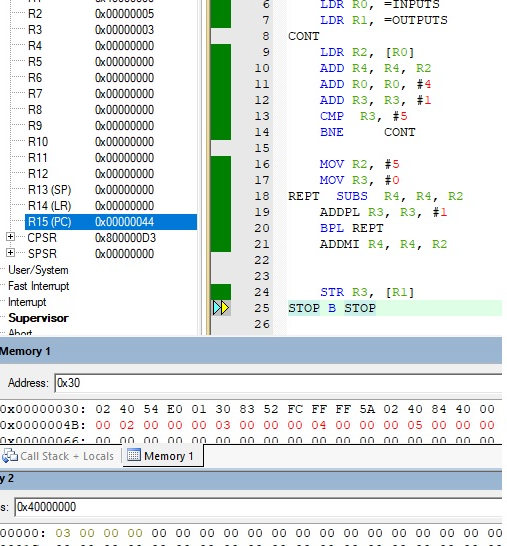 R2 0x00000005
R3 0x00000003
R4 0x00000000
R5 0x00000000
R6 0x00000000
R7 0x00000000
R8 0x00000000
R9 0x00000000
R10 0x00000000
R11 0x00000000
R12 0x00000000
R13 (SP) 0x00000000
R14 (LR) 0x00000000
R15 (PC) 0x00000044
CPSR 0x800000D3
SPSR 0x00000000
User/System
Fast Interrupt
Interrupt
Supervisor
Abort
6 LDR R0, =INPUTS
7 LDR R1, =OUTPUTS
8 CONT
9 LDR R2, [R0]
10 ADD R4, R4, R2
11 ADD R0, R0, #4
12 ADD R3, R3, #1
13 CMP R3, #5
14 BNE CONT
15
16 MOV R2, #5
17 MOV R3, #0
18 REPT SUBS R4, R4, R2
19 ADDPL R3, R3, #1
20 BPL REPT
21 ADDMI R4, R4, R2
22
23
24 STR R3, [R1]
25 STOP B STOP
26
Memory 1
Address: 0x30
0x00000030: 02 40 54 E0 01 30 83 52 FC FF FF 5A 02 40 84 40 00
0x0000004B: 00 02 00 00 00 03 00 00 00 04 00 00 00 05 00 00 00
0x00000066: 00 00 00 00 00 00 00 00 00 00 00 00 00 00 00 00 00
Call Stack + Locals Memory 1
y 2
s: 0x40000000
00000: 03 00 00 00 00 00 00 00 00 00 00 00 00 00 00 00 00